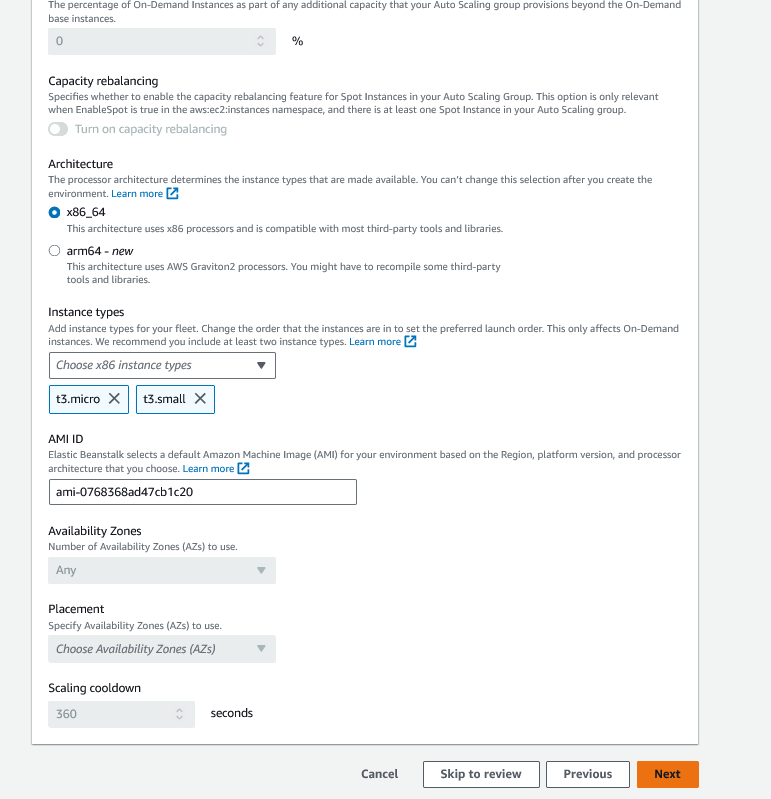 The percentage of On-Demand Instances as part of any additional capacity that your Auto Scaling group provisions beyond the On-Demand
base instances.
0 %
Capacity rebalancing
Specifies whether to enable the capacity rebalancing feature for Spot Instances in your Auto Scaling Group. This option is only relevant
when EnableSpot is true in the aws:ec2:instances namespace, and there is at least one Spot Instance in your Auto Scaling group.
Turn on capacity rebalancing
Architecture
The processor architecture determines the instance types that are made available. You can't change this selection after you create the
environment. Learn more
x86_64
This architecture uses x86 processors and is compatible with most third-party tools and libraries.
arm64 - new
This architecture uses AWS Graviton2 processors. You might have to recompile some third-party
tools and libraries.
Instance types
Add instance types for your fleet. Change the order that the instances are in to set the preferred launch order. This only affects On-Demand
instances. We recommend you include at least two instance types. Learn more
Choose x86 instance types
t3.micro t3.small
AMI ID
Elastic Beanstalk selects a default Amazon Machine Image (AMI) for your environment based on the Region, platform version, and processor
architecture that you choose. Learn more
ami-0768368ad47cb1c20
Availability Zones
Number of Availability Zones (AZs) to use.
Any
Placement
Specify Availability Zones (AZs) to use.
Choose Availability Zones (AZs)
Scaling cooldown
360 seconds
Cancel Skip to review Previous Next